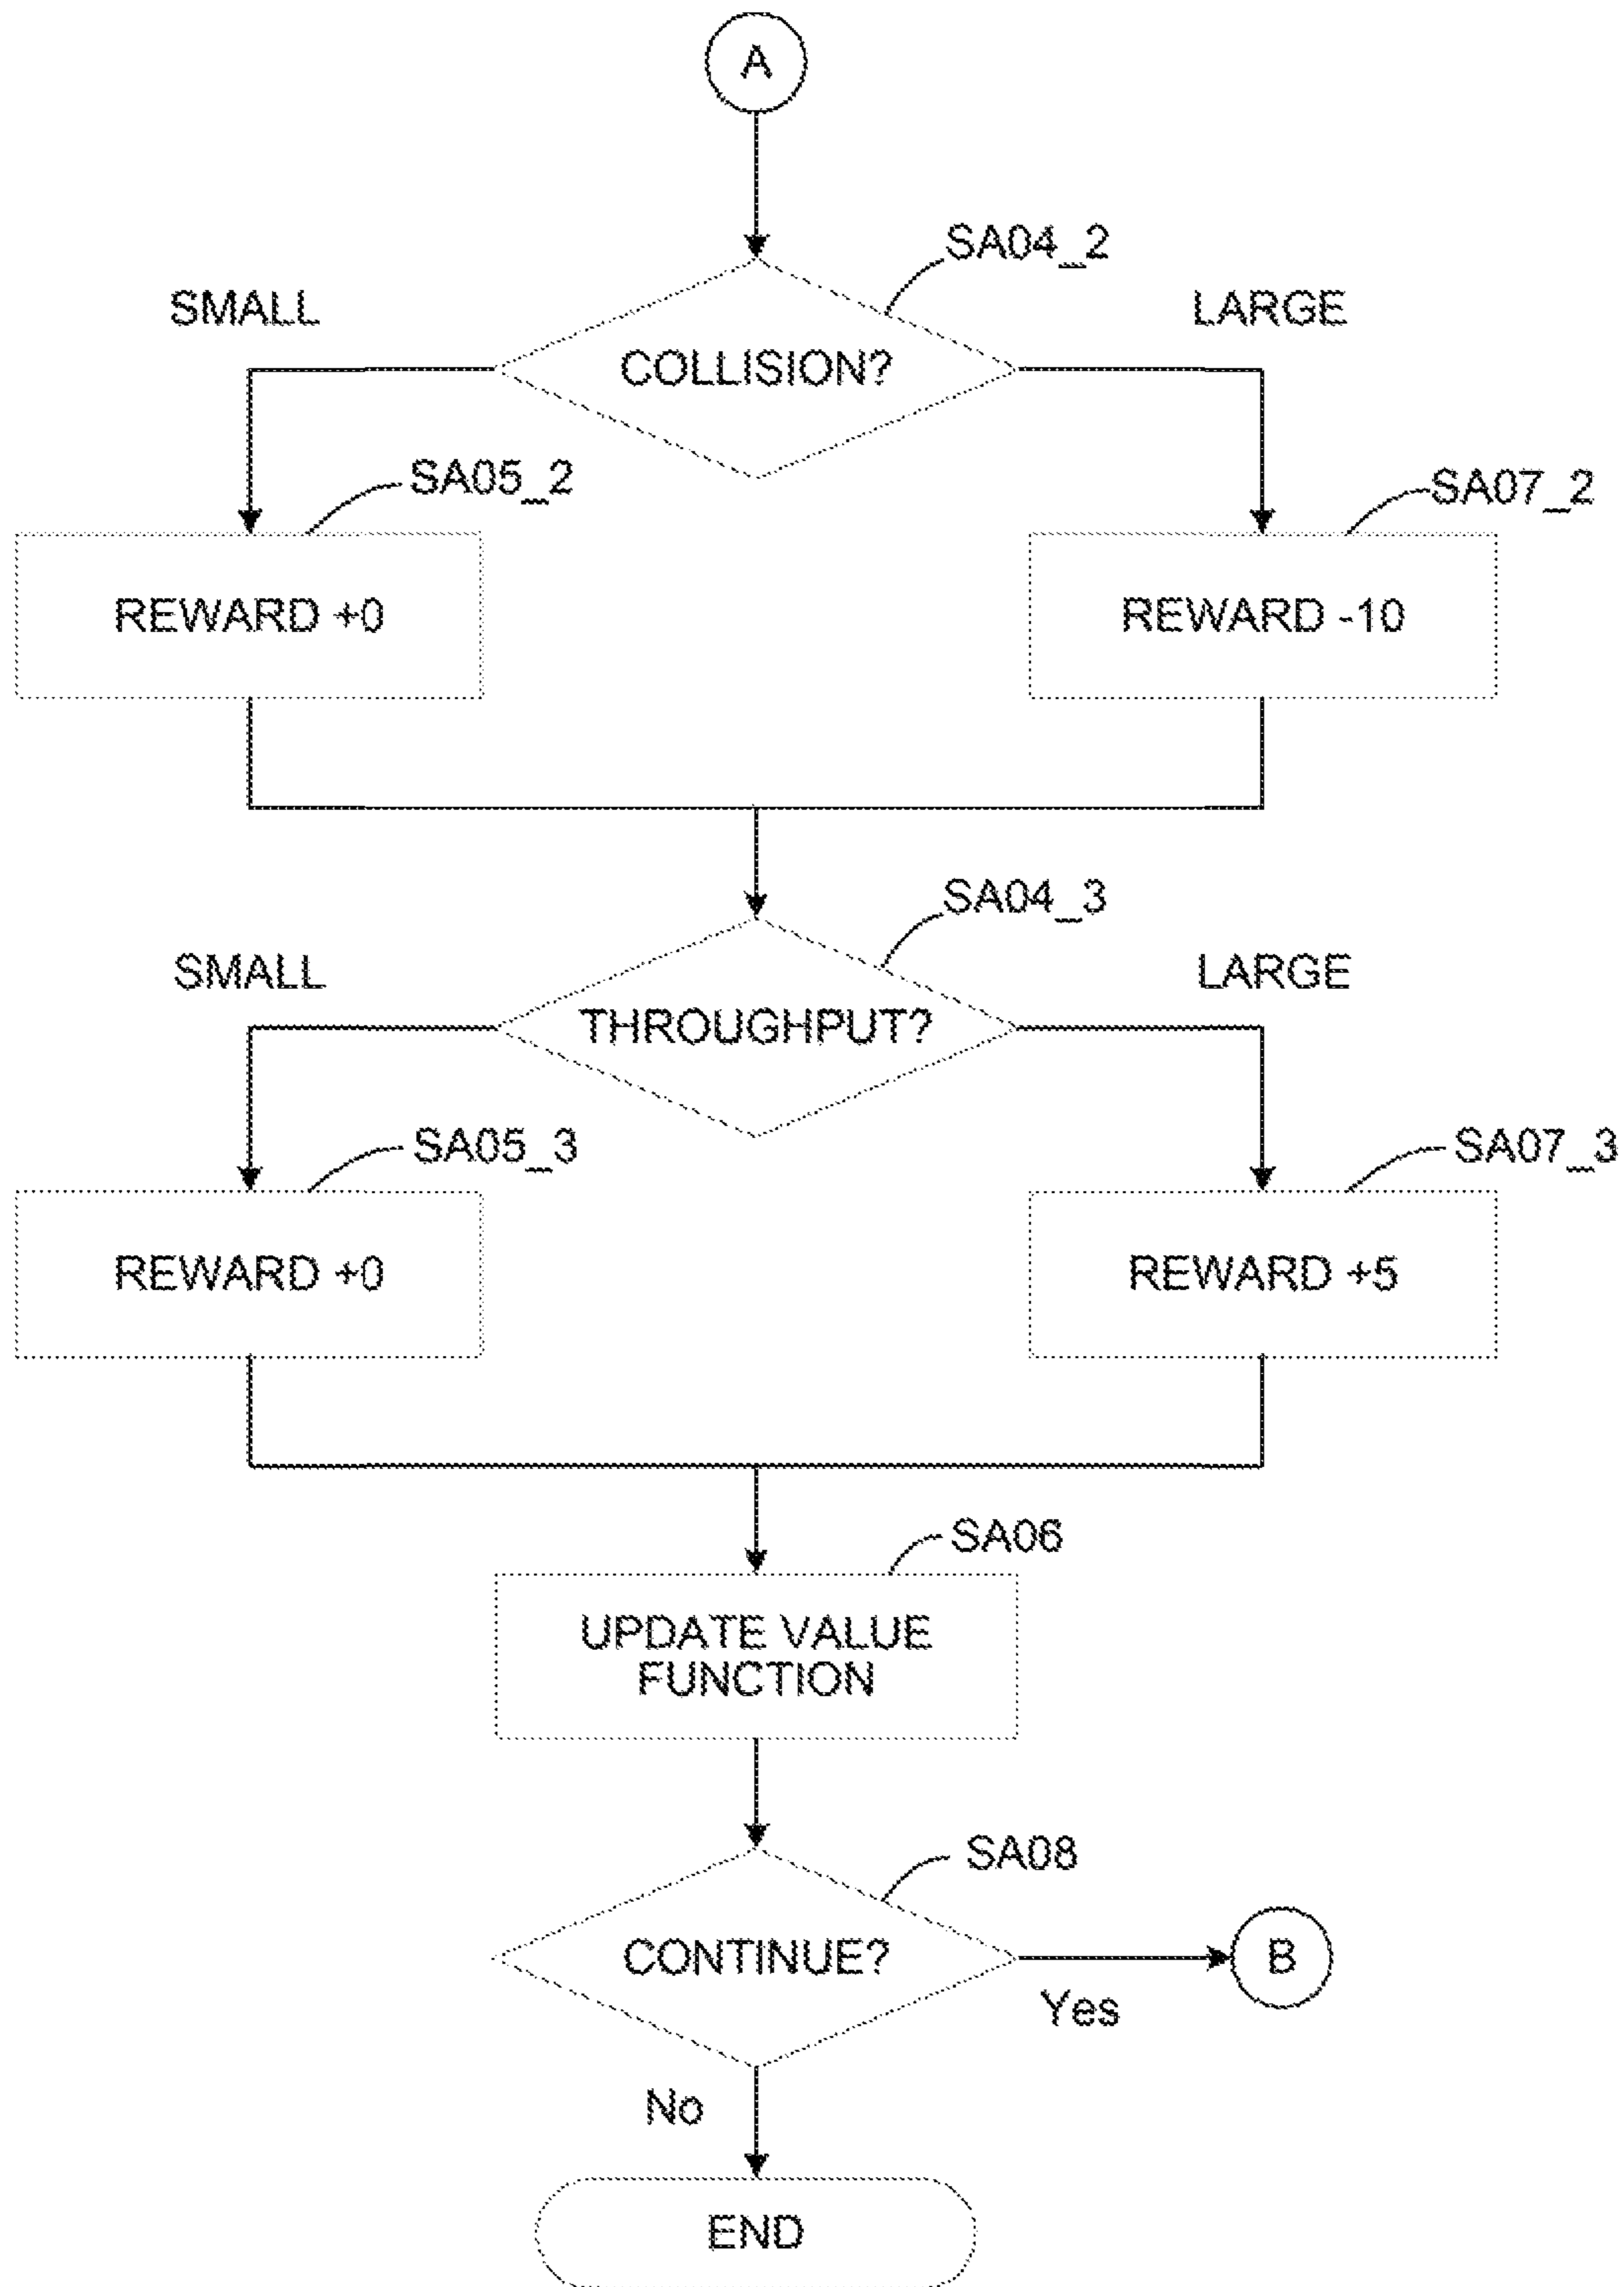 A
SA04_2
SMALL
LARGE
COLLISION?
SA05_2
SA07_2
REWARD +0
REWARD -10
SA04_3
SMALL
LARGE
THROUGHPUT?
SA05_3
SA07_3
REWARD +0
REWARD +5
SA06
UPDATE VALUE
FUNCTION
SA08
CONTINUE?
B
Yes
No
END